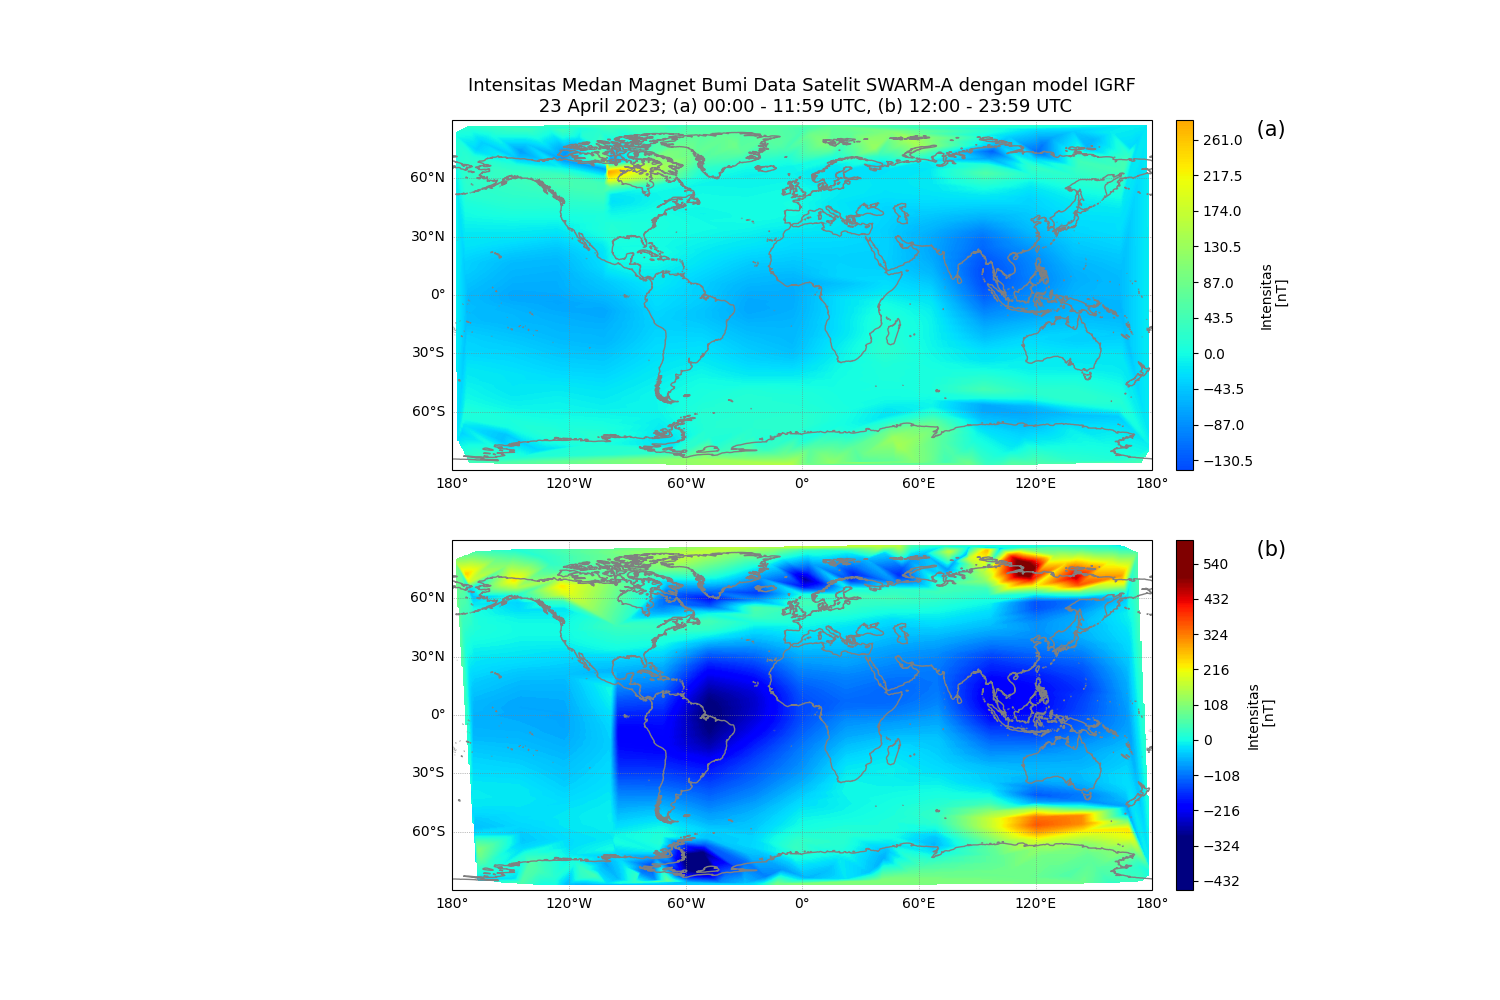 Intensitas Medan Magnet Bumi Data Satelit SWARM-A dengan model IGRF
23 April 2023; (a) 00:00 - 11:59 UTC, (b) 12:00 - 23:59 UTC
(a)
60°N
30°N
0°
30°S
60°S
180°
120°W
60°W
0°
60°E
120°E
180°
261.0
217.5
174.0
130.5
87.0
43.5
0.0
−43.5
−87.0
−130.5
Intensitas
[nT]
(b)
60°N
30°N
0°
30°S
60°S
180°
120°W
60°W
0°
60°E
120°E
180°
540
432
324
216
108
0
−108
−216
−324
−432
Intensitas
[nT]